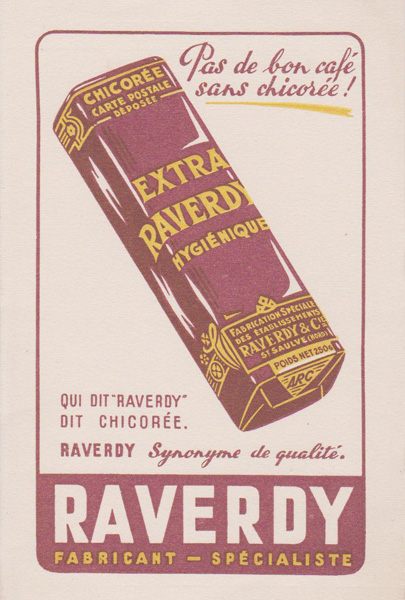 Pas de bon café
sans chicorée !
CHICORÉE
CARTE POSTALE
DÉPOSÉE
EXTRA
RAVERDY
HYGIÉNIQUE
FABRICATION SPÉCIALE
DES ÉTABLISSEMENTS
RAVERDY & Cie
ST SAULVE (NORD)
POIDS NET 250g
ARC
QUI DIT "RAVERDY"
DIT CHICORÉE.
RAVERDY Synonyme de qualité.
RAVERDY
FABRICANT — SPÉCIALISTE